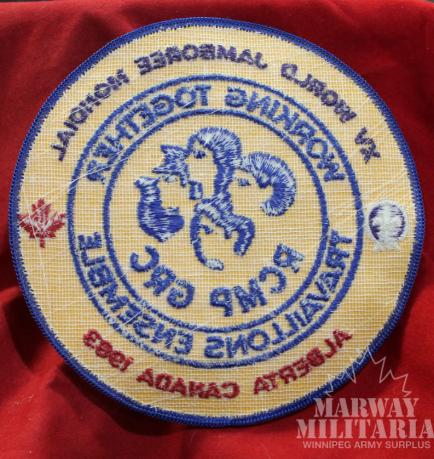 XV WORLD JAMBOREE MONDIAL
WORKING TOGETHER
RCMP GRC
TRAVAILLONS ENSEMBLE
ALBERTA CANADA 1983
MARWAY
MILITARIA
WINNIPEG ARMY SURPLUS